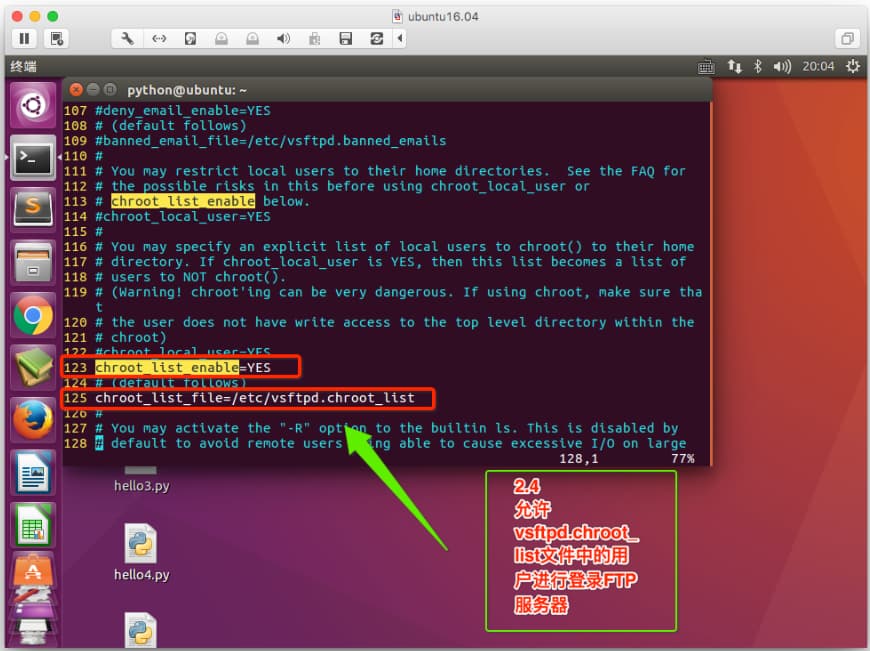 ubuntu16.04
终端
20:04
python@ubuntu: ~
107 #deny_email_enable=YES
108 # (default follows)
109 #banned_email_file=/etc/vsftpd.banned_emails
110 #
111 # You may restrict local users to their home directories.  See the FAQ for
112 # the possible risks in this before using chroot_local_user or
113 # chroot_list_enable below.
114 #chroot_local_user=YES
115 #
116 # You may specify an explicit list of local users to chroot() to their home
117 # directory. If chroot_local_user is YES, then this list becomes a list of
118 # users to NOT chroot().
119 # (Warning! chroot'ing can be very dangerous. If using chroot, make sure tha
t
120 # the user does not have write access to the top level directory within the
121 # chroot)
122 #chroot_local_user=YES
123 chroot_list_enable=YES
124 # (default follows)
125 chroot_list_file=/etc/vsftpd.chroot_list
126 #
127 # You may activate the "-R" option to the builtin ls. This is disabled by
128 # default to avoid remote users ng able to cause excessive I/O on large
128,1 77%
hello3.py
hello4.py
2.4
允许
vsftpd.chroot_
list文件中的用
户进行登录FTP
服务器